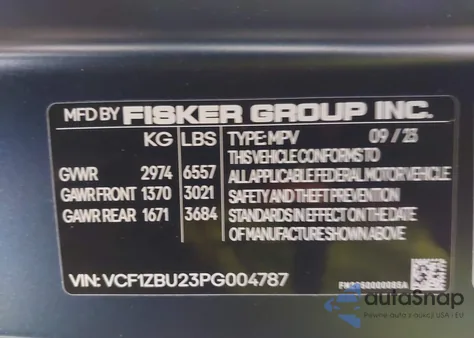 MFD BY FISKER GROUP INC.
KG LBS TYPE: MPV 09 / 23
GVWR 2974 6557
GAWR FRONT 1370 3021
GAWR REAR 1671 3684
THIS VEHICLE CONFORMS TO
ALL APPLICABLE FEDERAL MOTOR VEHICLE
SAFETY AND THEFT PREVENTION
STANDARDS IN EFFECT ON THE DATE
OF MANUFACTURE SHOWN ABOVE
VIN: VCF1ZBU23PG004787
autaSnap